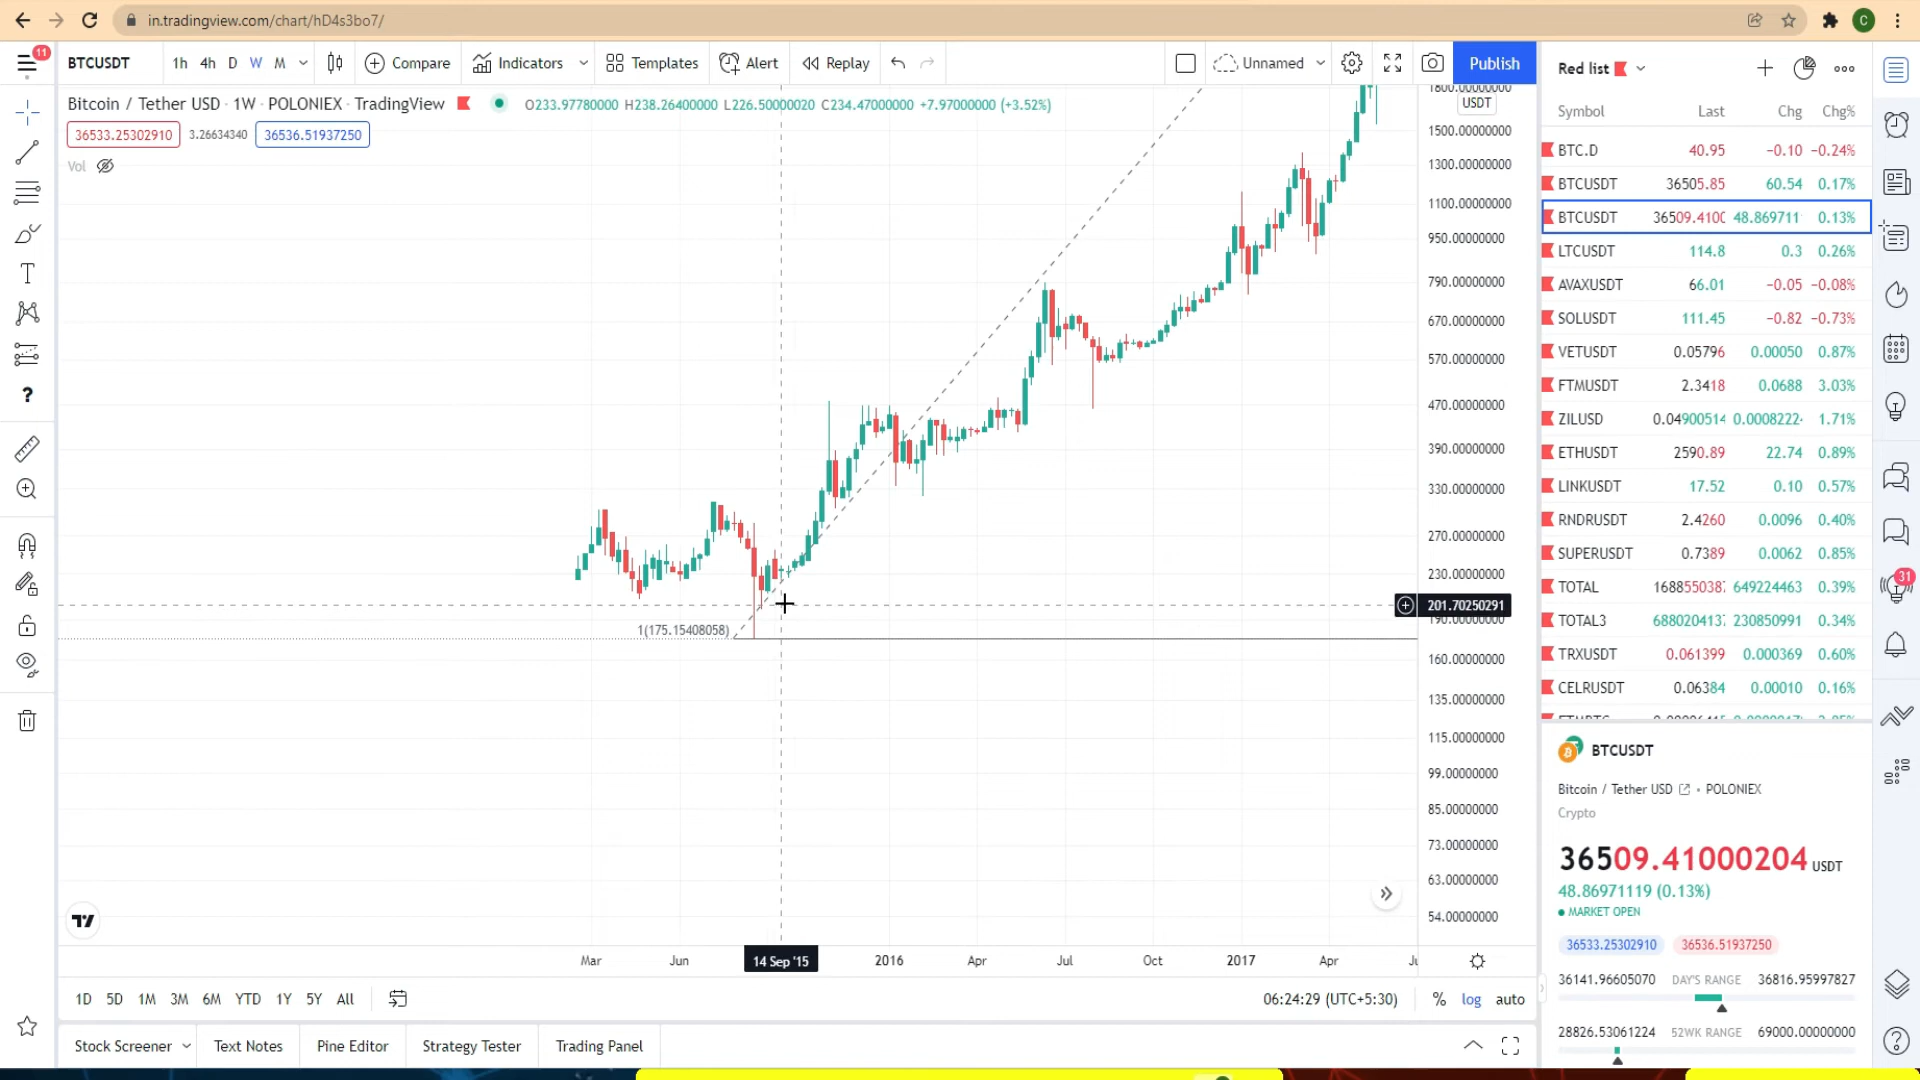 in.tradingview.com/chart/hD4s3bo7/
C
11
BTCUSDT
1h 4h D W M
Compare
Indicators
Templates
Alert
Replay
Unnamed
Publish
Bitcoin / Tether USD · 1W · POLONIEX · TradingView
O233.97780000 H238.26400000 L226.50000020 C234.47000000 +7.97000000 (+3.52%)
36533.25302910 3.26634340 36536.51937250
Vol
1800.00000000
USDT
1500.00000000
1300.00000000
1100.00000000
950.00000000
790.00000000
670.00000000
570.00000000
470.00000000
390.00000000
330.00000000
270.00000000
230.00000000
201.70250291
190.00000000
160.00000000
135.00000000
115.00000000
99.00000000
85.00000000
73.00000000
63.00000000
54.00000000
1(175.15408058)
Mar Jun 14 Sep '15 2016 Apr Jul Oct 2017 Apr
1D 5D 1M 3M 6M YTD 1Y 5Y All
06:24:29 (UTC+5:30) % log auto
Stock Screener Text Notes Pine Editor Strategy Tester Trading Panel
Red list
Symbol Last Chg Chg%
BTC.D 40.95 −0.10 −0.24%
BTCUSDT 36505.85 60.54 0.17%
BTCUSDT 36509.4100 48.869711 0.13%
LTCUSDT 114.8 0.3 0.26%
AVAXUSDT 66.01 −0.05 −0.08%
SOLUSDT 111.45 −0.82 −0.73%
VETUSDT 0.05796 0.00050 0.87%
FTMUSDT 2.3418 0.0688 3.03%
ZILUSD 0.04900514 0.0008222 1.71%
ETHUSDT 2590.89 22.74 0.89%
LINKUSDT 17.52 0.10 0.57%
RNDRUSDT 2.4260 0.0096 0.40%
SUPERUSDT 0.7389 0.0062 0.85%
TOTAL 1688550387 649224463 0.39%
TOTAL3 6880204137 230850991 0.34%
TRXUSDT 0.061399 0.000369 0.60%
CELRUSDT 0.06384 0.00010 0.16%
31
BTCUSDT
Bitcoin / Tether USD • POLONIEX
Crypto
36509.41000204 USDT
48.86971119 (0.13%)
MARKET OPEN
36533.25302910 36536.51937250
36141.96605070 DAY'S RANGE 36816.95997827
28826.53061224 52WK RANGE 69000.00000000